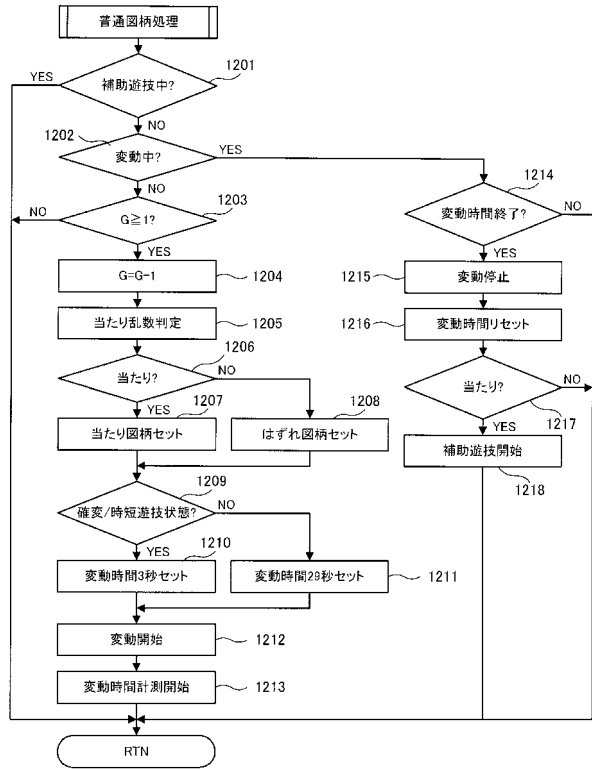 普通図柄処理
1201
YES
補助遊技中?
NO
1202
変動中?
YES
NO
1203
NO
G≧1?
YES
G=G-1
1204
当たり乱数判定
1205
1206
当たり?
NO
YES
1207
当たり図柄セット
1208
はずれ図柄セット
1209
確変/時短遊技状態?
NO
YES
1210
変動時間3秒セット
変動時間29秒セット
1211
変動開始
1212
変動時間計測開始
1213
RTN
1214
変動時間終了?
NO
YES
1215
変動停止
1216
変動時間リセット
当たり?
NO
1217
YES
補助遊技開始
1218